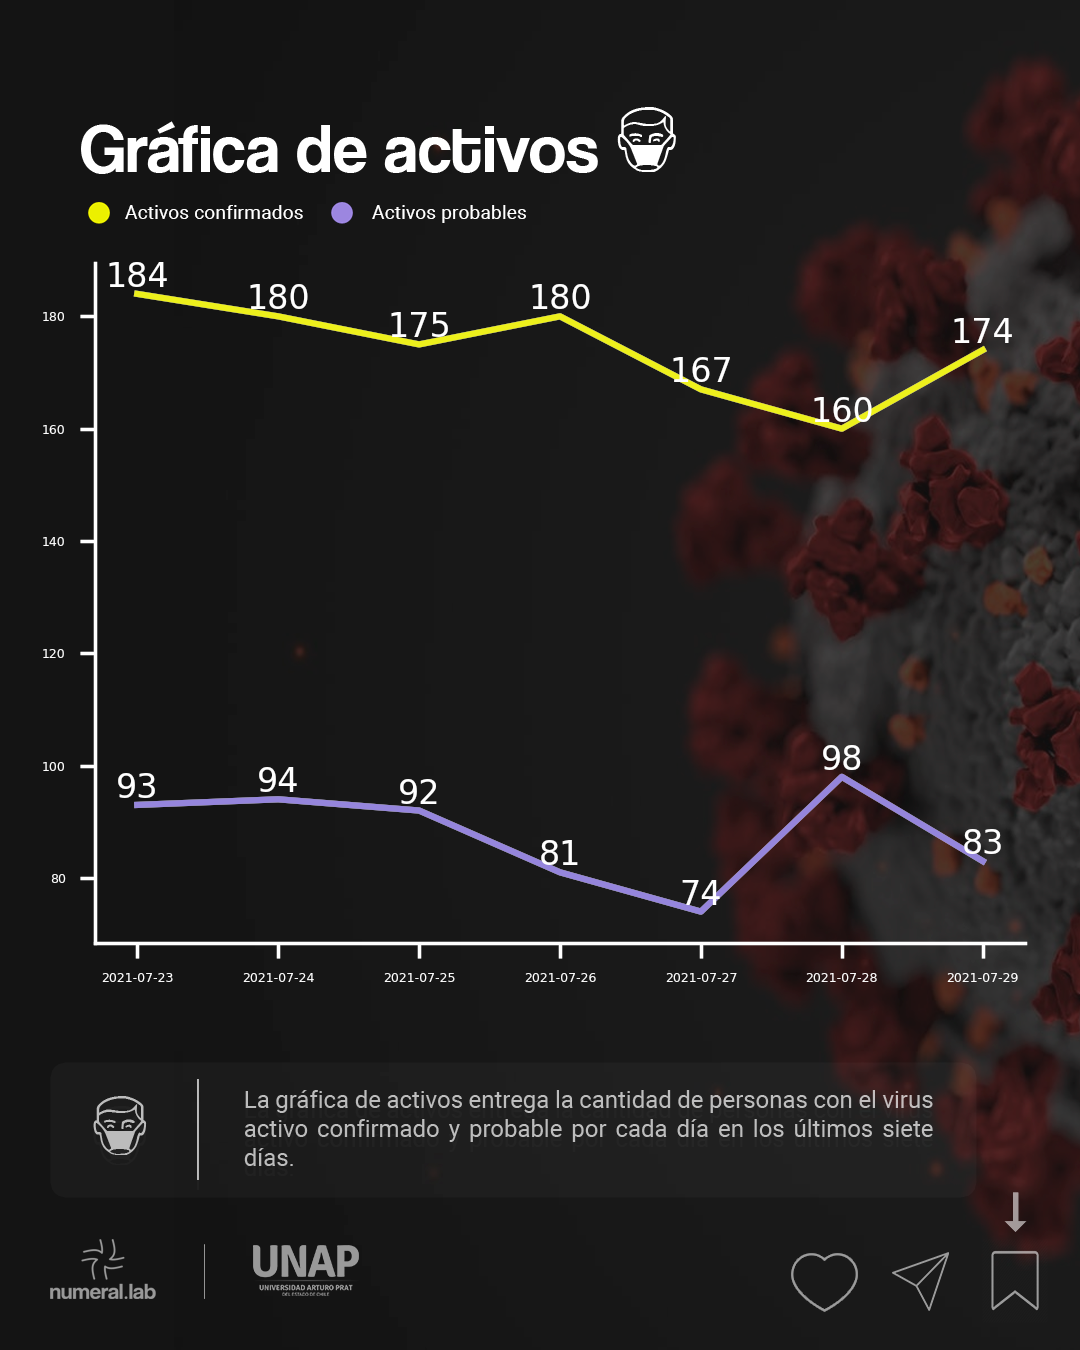 Gráfica de activos
Activos confirmados
Activos probables
184
180
175
180
167
160
174
180
160
140
120
100
80
93
94
92
81
74
98
83
2021-07-23
2021-07-24
2021-07-25
2021-07-26
2021-07-27
2021-07-28
2021-07-29
La gráfica de activos entrega la cantidad de personas con el virus
activo confirmado y probable por cada día en los últimos siete
días.
numeral.lab
UNAP
UNIVERSIDAD ARTURO PRAT
DEL ESTADO DE CHILE